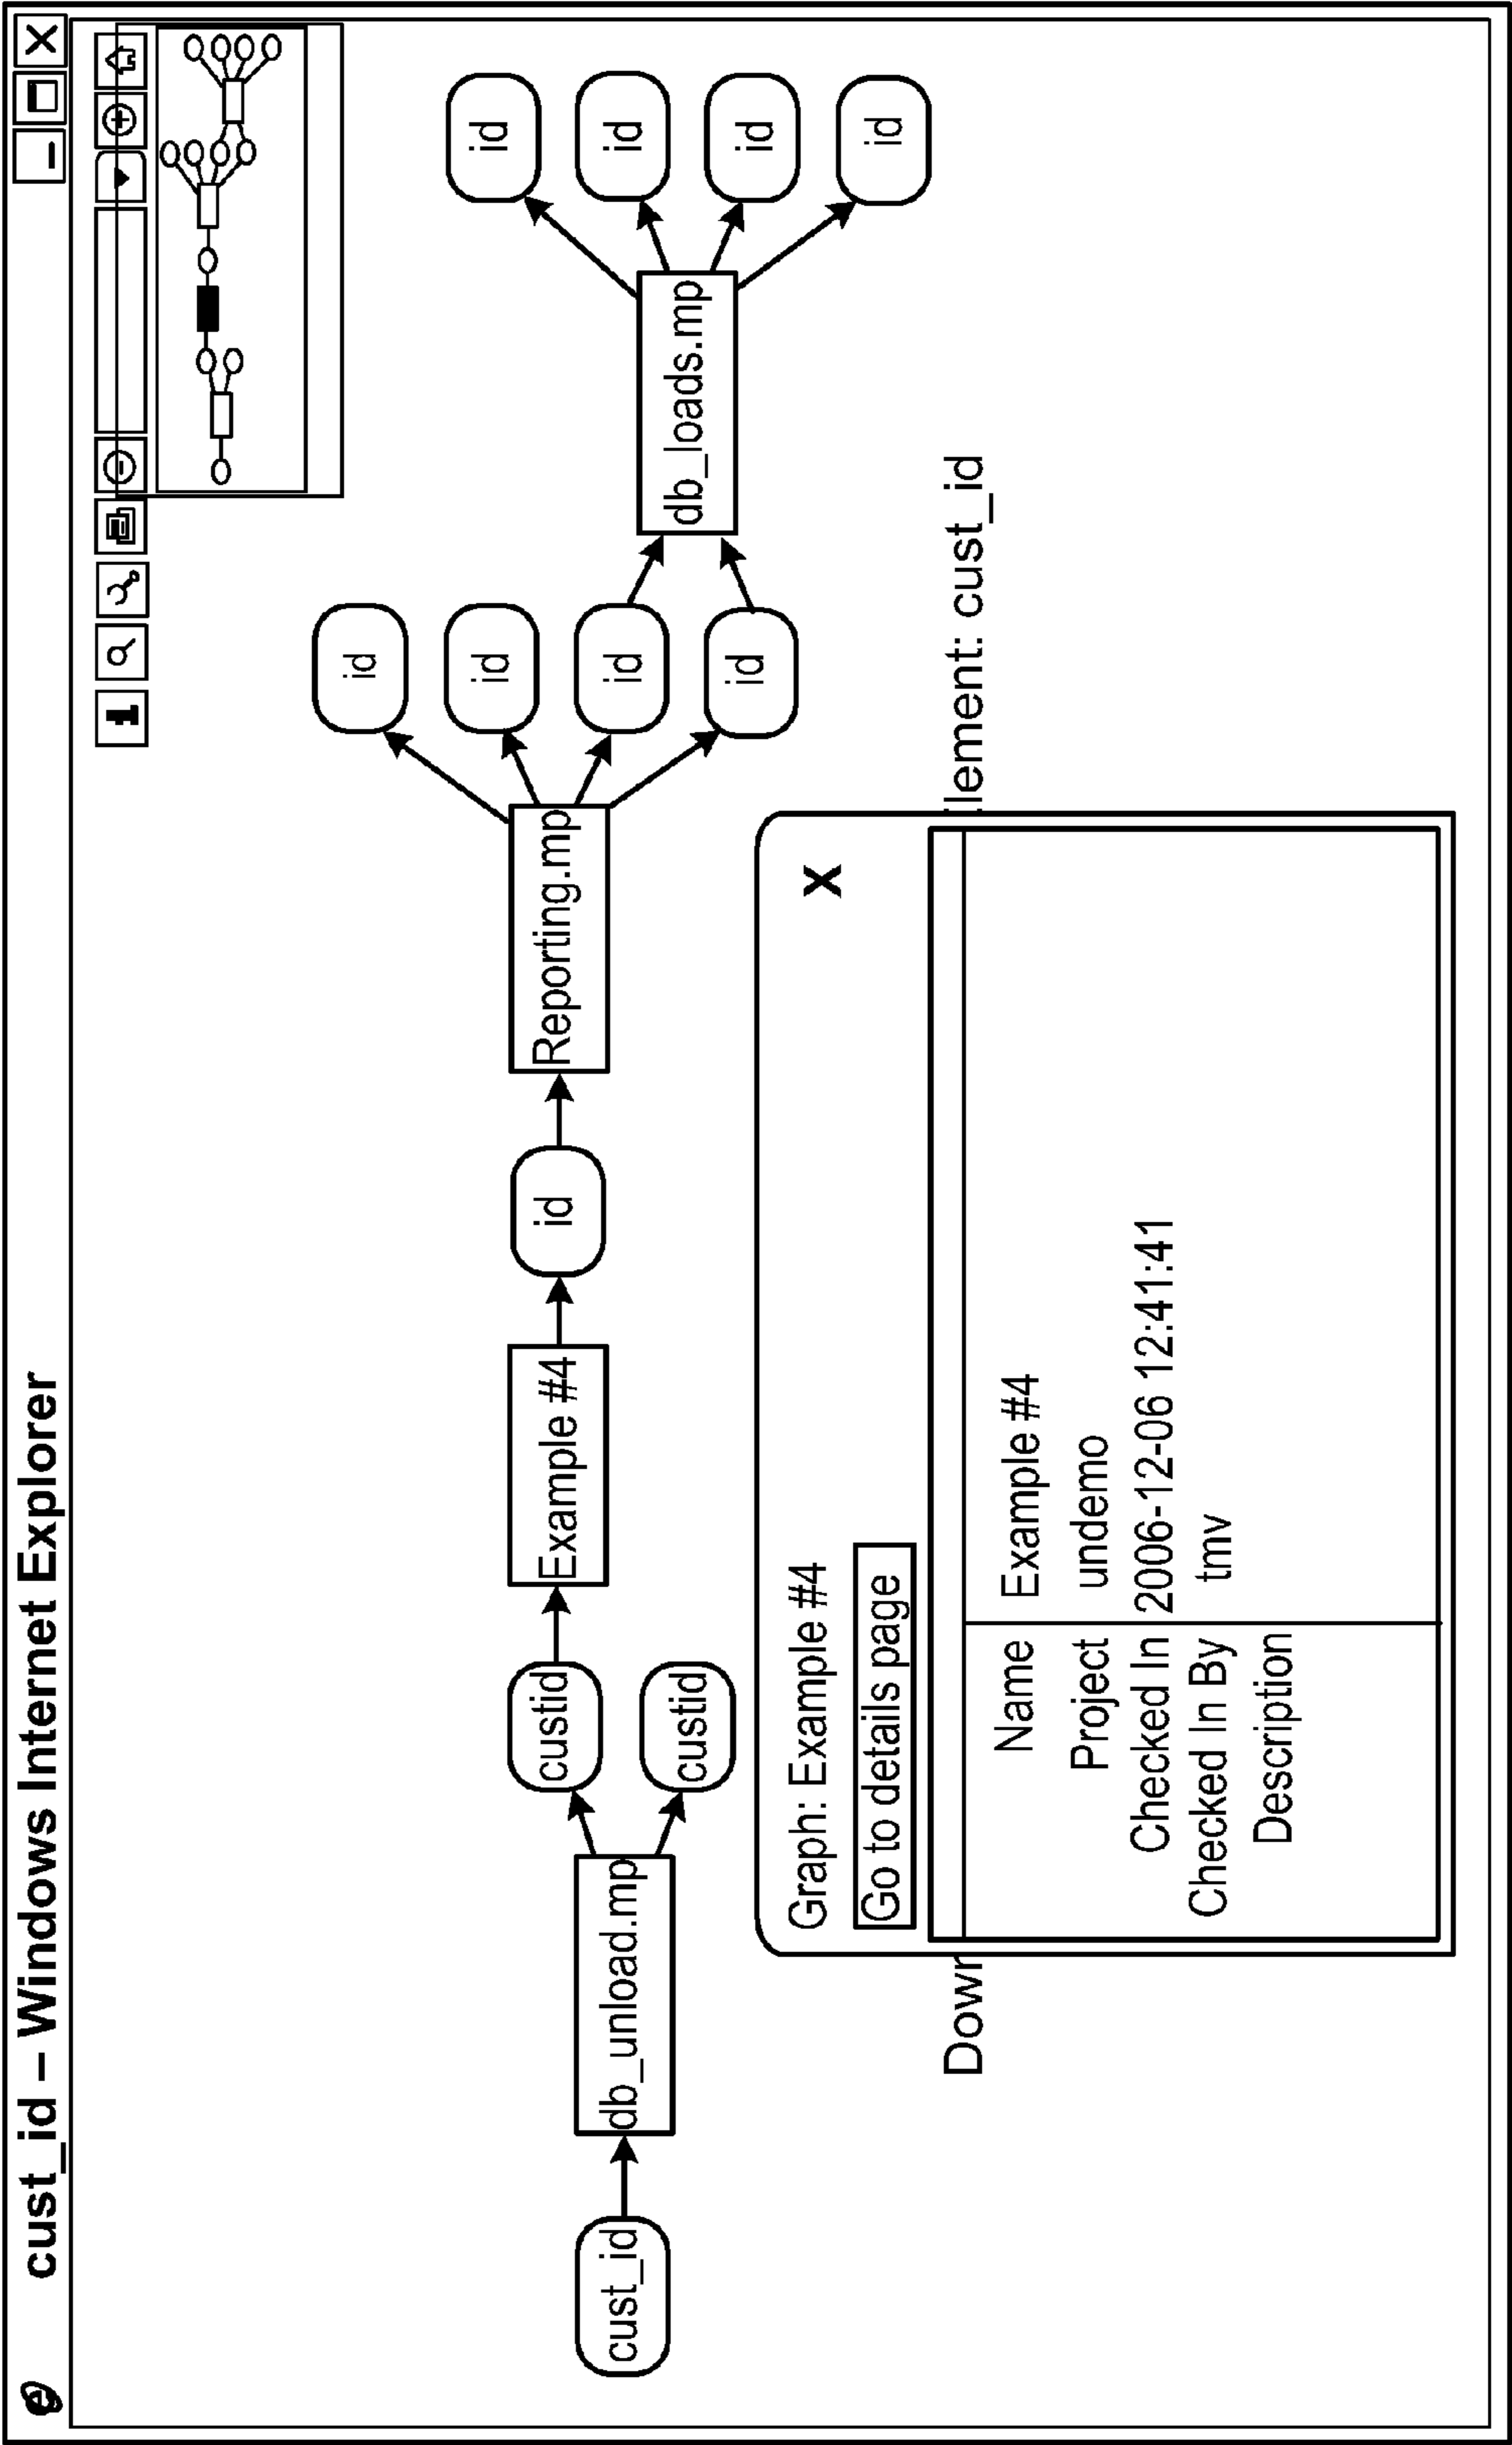 cust_id – Windows Internet Explorer
cust_id
db_unload.mp
custid
custid
Example #4
id
Reporting.mp
id
id
id
id
db_loads.mp
id
id
id
id
Graph: Example #4
X
Go to details page
Name Example #4
Project undemo
Checked In 2006-12-06 12:41:41
Checked In By tmv
Description
Down lement: cust_id